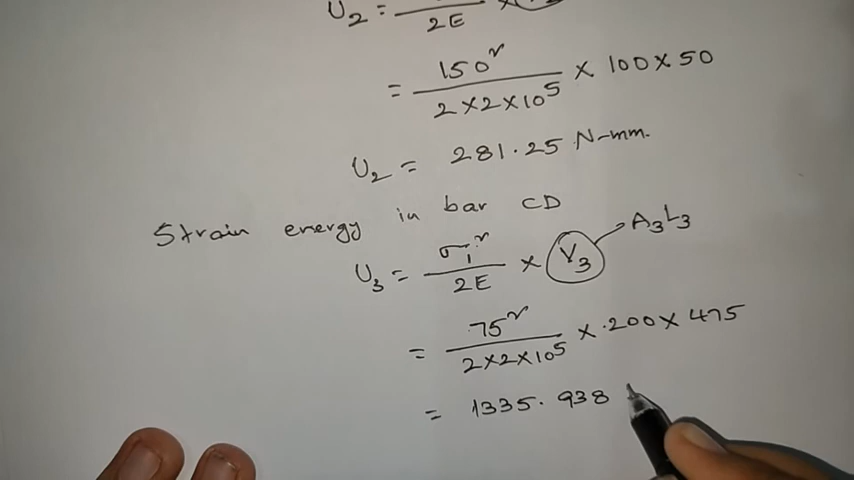 U₂ = ─── 2E ×
= 150² / 2×2×10⁵ × 100×50
U₂ = 281.25 N-mm.
Strain energy in bar CD
U₃ = σ₁² / 2E × V₃ A₃L₃
= 75² / 2×2×10⁵ × 200 × 475
= 1335.938